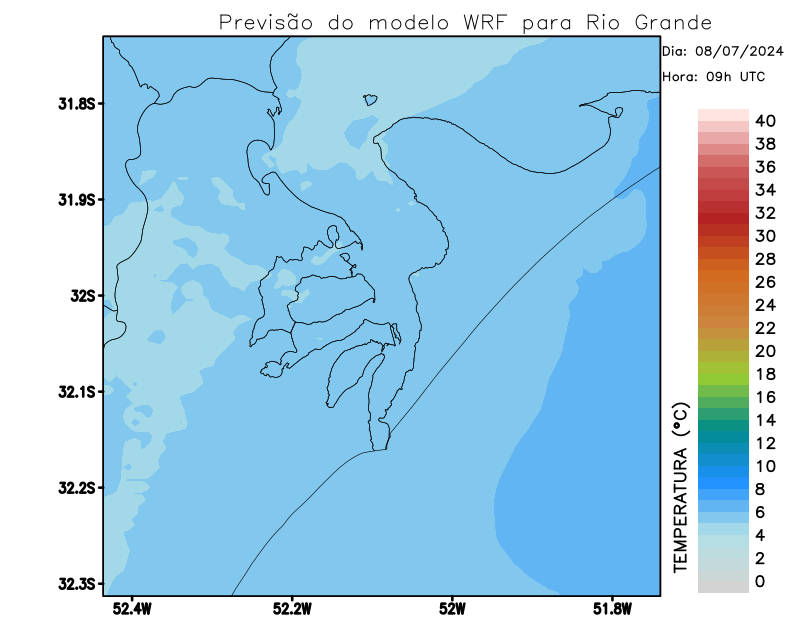 Previsão do modelo WRF para Rio Grande
Dia: 08/07/2024
Hora: 09h UTC
31.8S
31.9S
32S
32.1S
32.2S
32.3S
52.4W
52.2W
52W
51.8W
TEMPERATURA (°C)
40
38
36
34
32
30
28
26
24
22
20
18
16
14
12
10
8
6
4
2
0